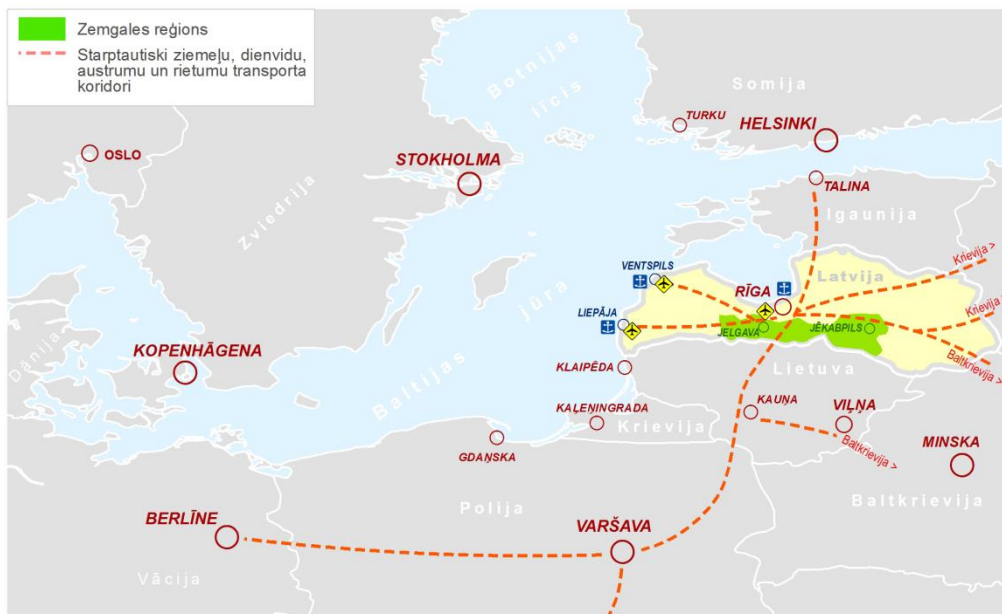 Zemgales reģions
Starptautiski ziemeļu, dienvidu,
austrumu un rietumu transporta
koridori
Botnijas
līcis
Somija
TURKU
HELSINKI
OSLO
STOKHOLMA
TALINA
Zviedrija
Igaunija
Krievija >
VENTSPILS
Latvija
RĪGA
Krievija >
LIEPĀJA
JELGAVA
JĒKABPILS
Baltijas
jūra
Dānija
KOPENHĀGENA
KLAIPĒDA
Lietuva
Baltkrievija >
KAĻĒNINGRADA
Krievija
KAUŅA
VIĻŅA
Baltkrievija >
GDAŅSKA
MINSKA
Baltkrievija
Polija
BERLĪNE
VARŠAVA
Vācija